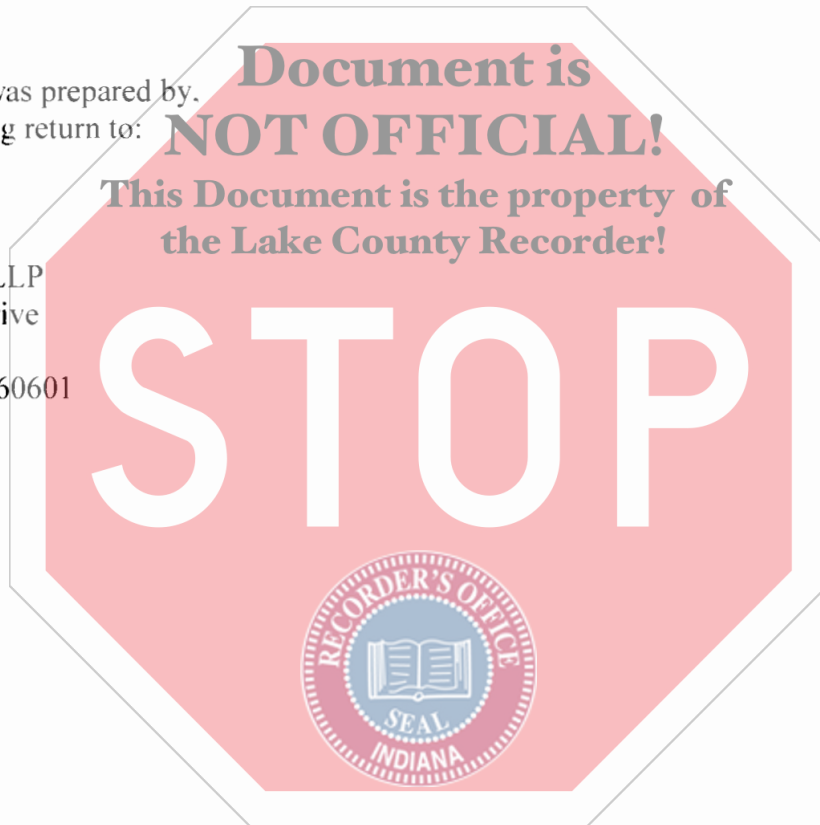 Document is
was prepared by,
NOT OFFICIAL!
g return to:
This Document is the property of
the Lake County Recorder!
LLP
ive
60601
STOP
RECORDER'S OFFICE
SEAL
INDIANA